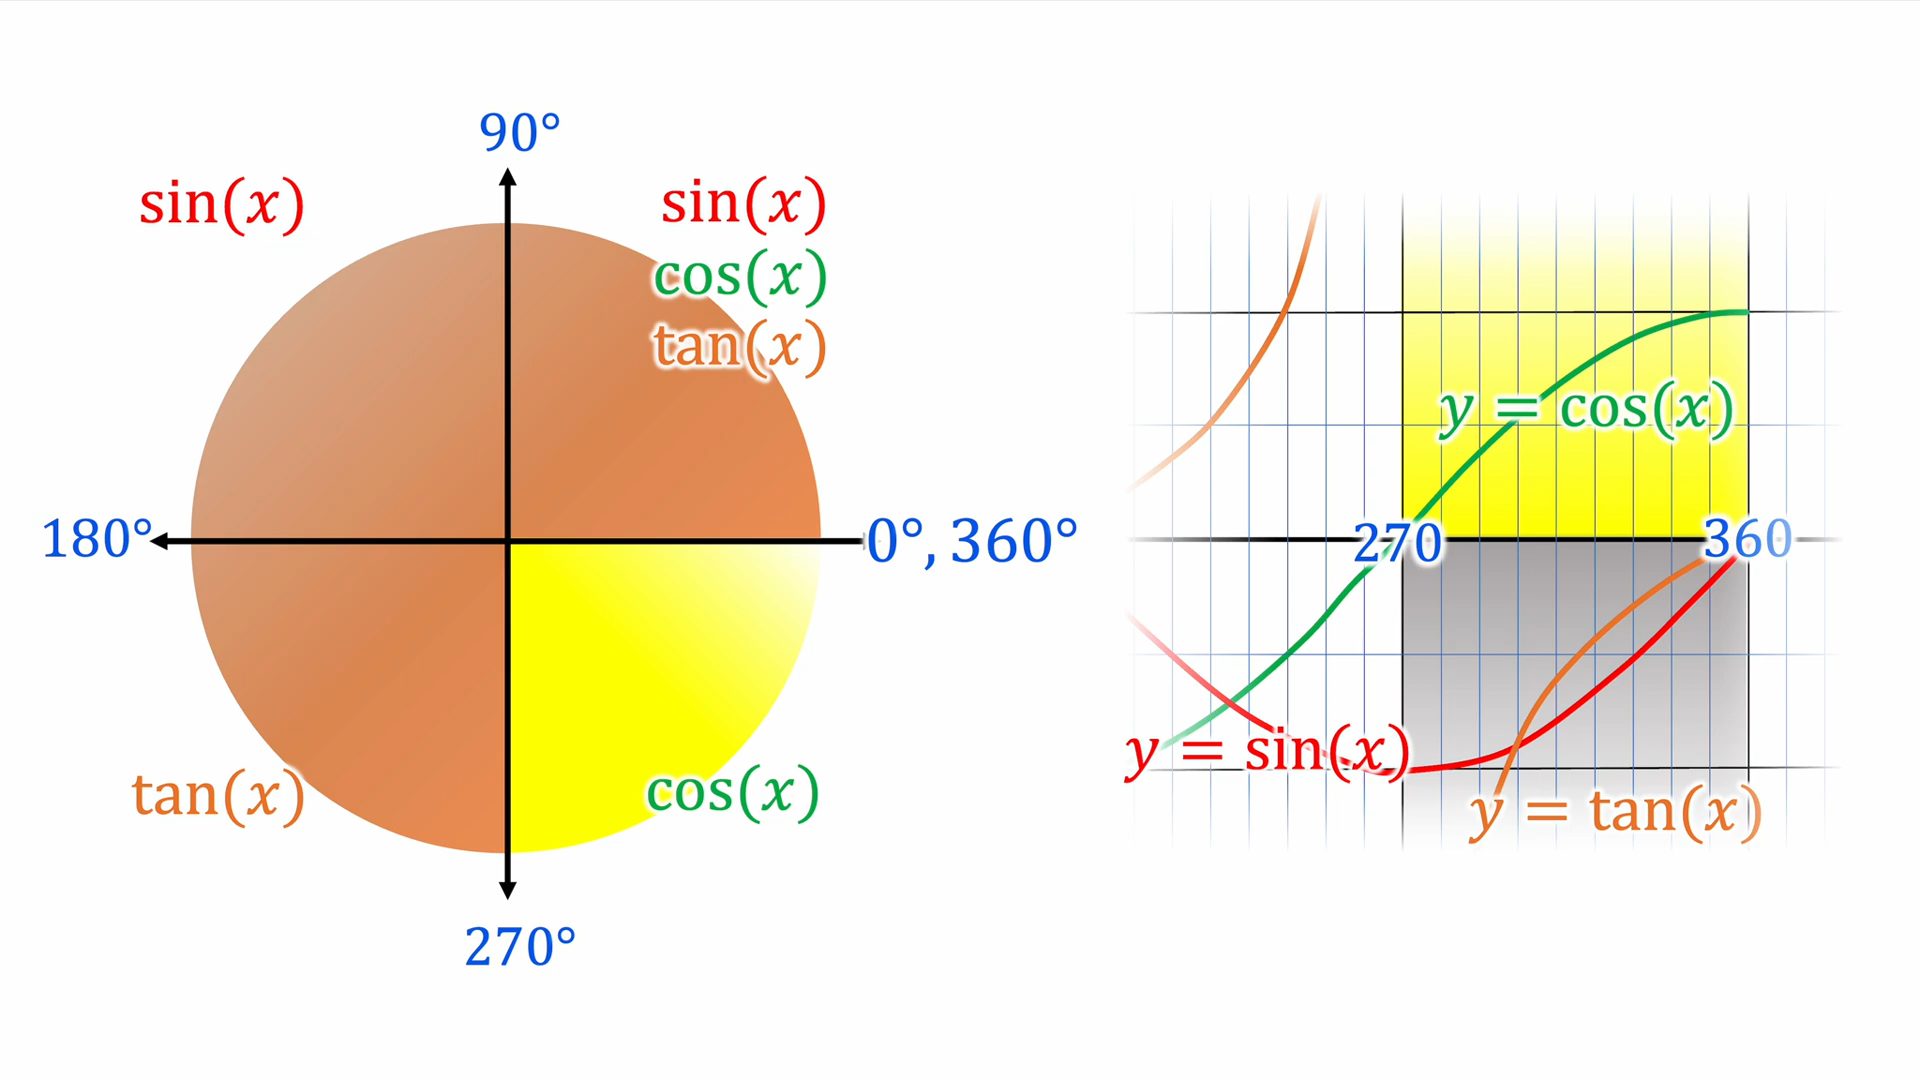 90°
sin(x)
sin(x)
cos(x)
tan(x)
180°
0°, 360°
tan(x)
cos(x)
270°
y = cos(x)
270
360
y = sin(x)
y = tan(x)